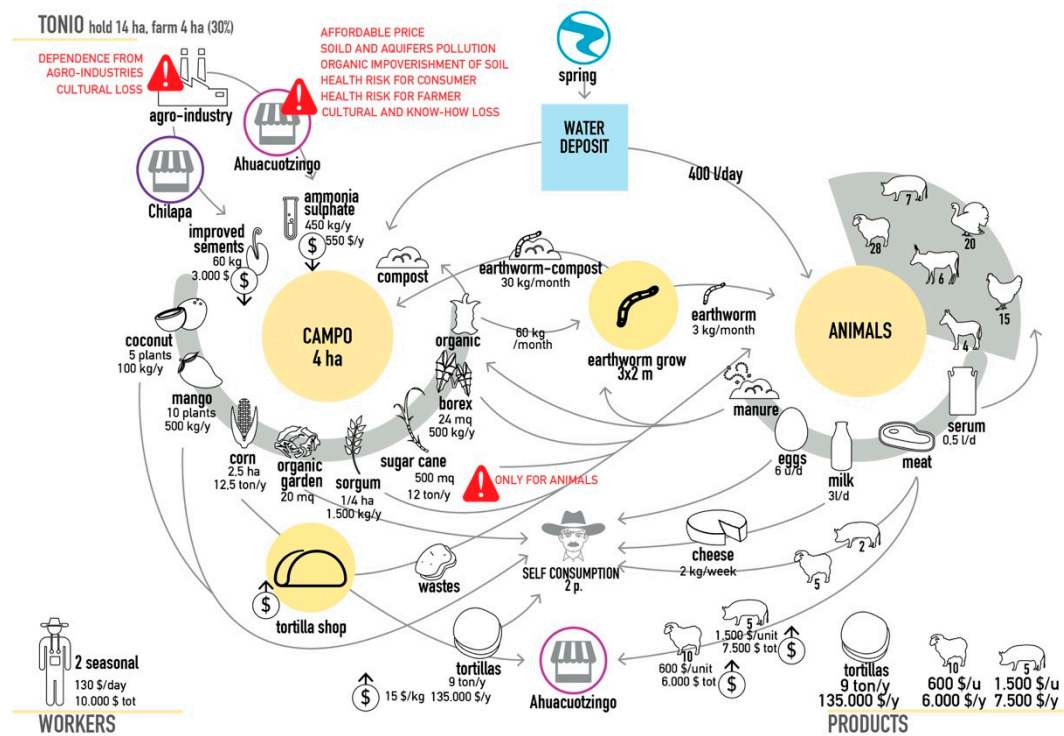 TONIO hold 14 ha, farm 4 ha (30%)
DEPENDENCE FROM
AGRO-INDUSTRIES
CULTURAL LOSS
agro-industry
AFFORDABLE PRICE
SOILD AND AQUIFERS POLLUTION
ORGANIC IMPOVERISHMENT OF SOIL
HEALTH RISK FOR CONSUMER
HEALTH RISK FOR FARMER
CULTURAL AND KNOW-HOW LOSS
Ahuacuotzingo
Chilapa
spring
WATER
DEPOSIT
400 l/day
improved
sements
60 kg
3.000 $
$
ammonia
sulphate
450 kg/y
550 $/y
$
compost
earthworm-compost
30 kg/month
earthworm
3 kg/month
60 kg
/month
earthworm grow
3x2 m
CAMPO
4 ha
ANIMALS
7
20
28
6
15
4
coconut
5 plants
100 kg/y
mango
10 plants
500 kg/y
corn
2,5 ha
12,5 ton/y
organic
garden
20 mq
sorgum
1/4 ha
1.500 kg/y
sugar cane
500 mq
12 ton/y
borex
24 mq
500 kg/y
organic
ONLY FOR ANIMALS
manure
eggs
6 d/d
milk
3l/d
meat
serum
0,5 l/d
cheese
2 kg/week
2
5
SELF CONSUMPTION
2 p.
wastes
tortilla shop
$
tortillas
9 ton/y
135.000 $/y
15 $/kg
$
Ahuacuotzingo
10
600 $/unit
6.000 $ tot
$
5
1.500 $/unit
7.500 $ tot
$
2 seasonal
130 $/day
10.000 $ tot
WORKERS
tortillas
9 ton/y
135.000 $/y
10
600 $/u
6.000 $/y
5
1.500 $/u
7.500 $/y
PRODUCTS